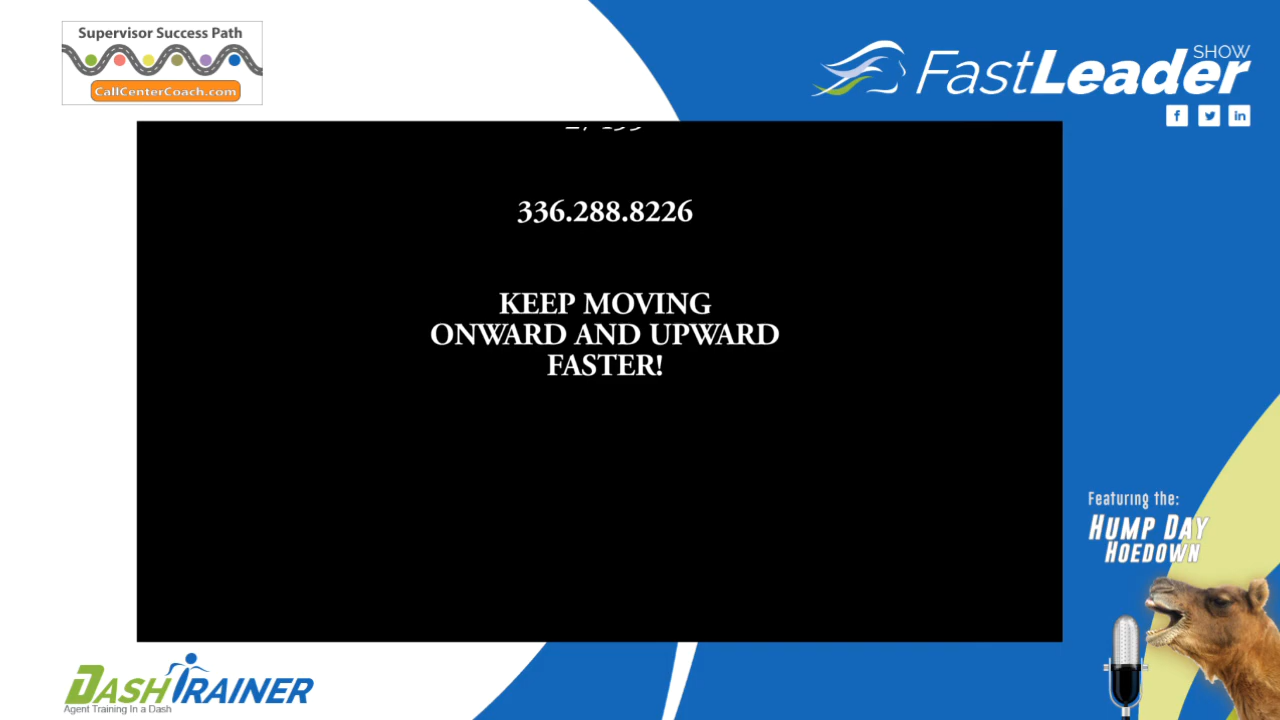 Supervisor Success Path
CallCenterCoach.com
FastLeader SHOW
f in
336.288.8226
KEEP MOVING
ONWARD AND UPWARD
FASTER!
Featuring the:
HUMP DAY
HOEDOWN
DASHTRAINER
Agent Training In a Dash